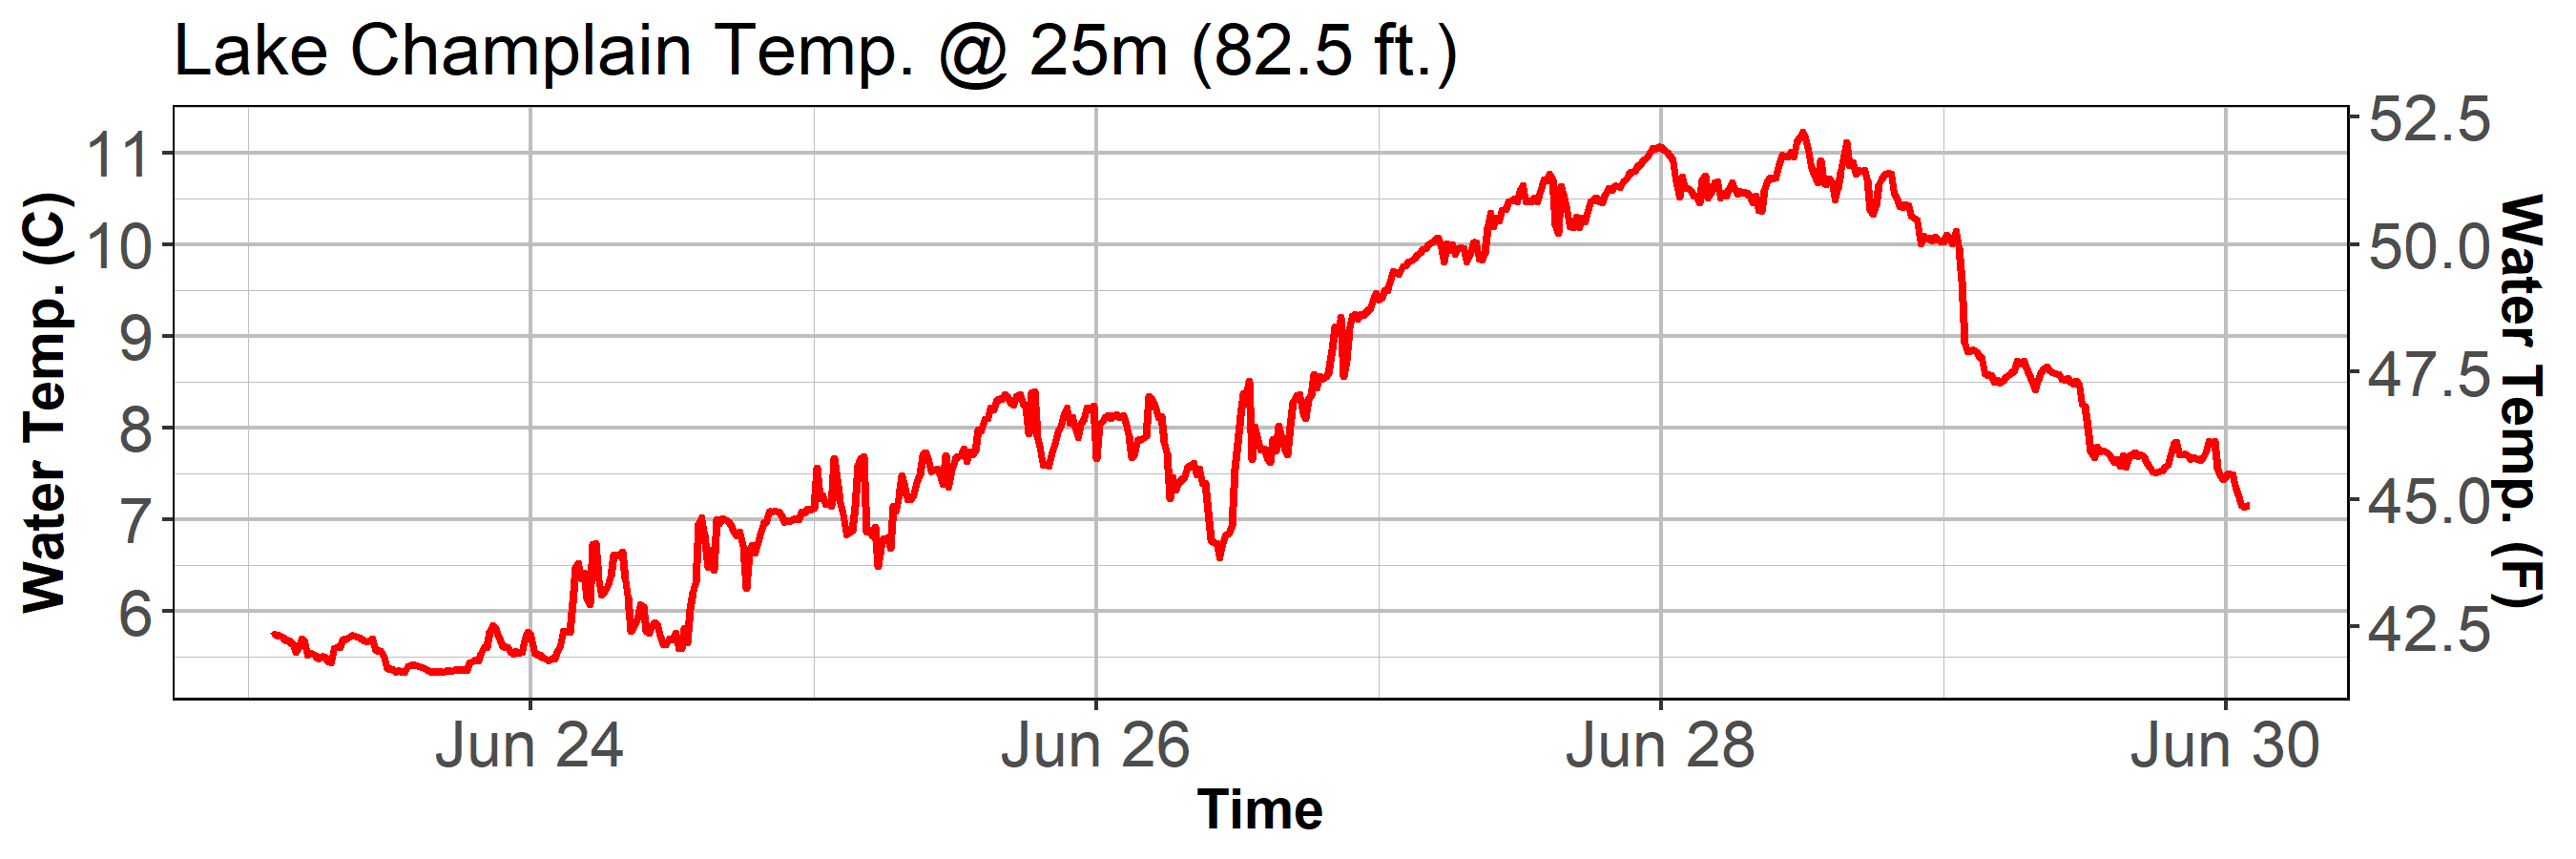 Lake Champlain Temp. @ 25m (82.5 ft.)
Water Temp. (C)
11
10
9
8
7
6
52.5
50.0
47.5
45.0
42.5
Water Temp. (F)
Jun 24
Jun 26
Jun 28
Jun 30
Time